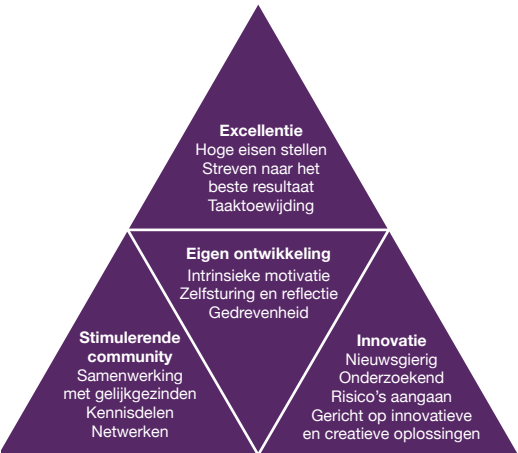 Excellentie
Hoge eisen stellen
Streven naar het
beste resultaat
Taaktoewijding
Eigen ontwikkeling
Intrinsieke motivatie
Zelfsturing en reflectie
Gedrevenheid
Stimulerende
community
Samenwerking
met gelijkgezinden
Kennisdelen
Netwerken
Innovatie
Nieuwsgierig
Onderzoekend
Risico’s aangaan
Gericht op innovatieve
en creatieve oplossingen